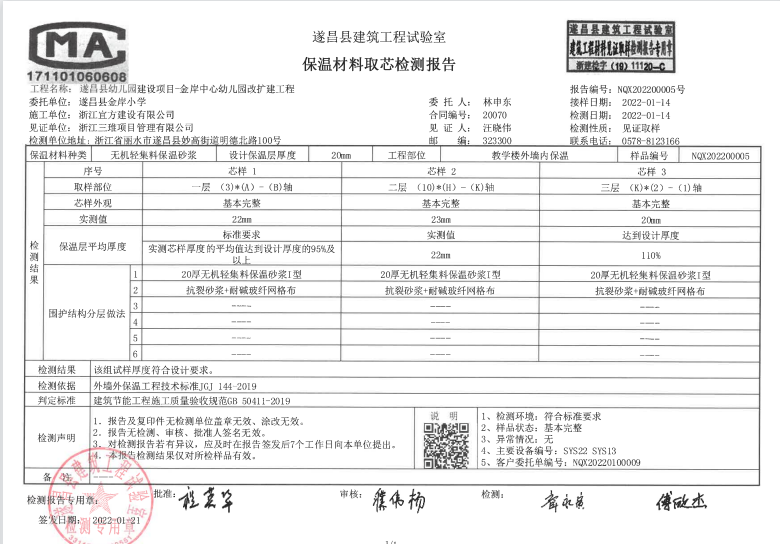 CMA
171101060608
遂昌县建筑工程试验室
保温材料取芯检测报告
遂昌县建筑工程试验室
建筑工程材料见证取样检测报告专用章
浙建检字(19)11120-C
工程名称: 遂昌县幼儿园建设项目-金岸中心幼儿园改扩建工程 报告编号:NQX202200005号
委托单位: 遂昌县金岸小学 委 托 人: 林申东 接样日期: 2022-01-14
施工单位: 浙江宜方建设有限公司 合同编号: 20070 检测日期: 2022-01-14
见证单位: 浙江三维项目管理有限公司 见 证 人: 汪晓伟 检测性质: 见证取样
检测单位地址: 浙江省丽水市遂昌县妙高街道明德北路100号 邮 编: 323300 联系电话: 0578-8123166
保温材料种类 无机轻集料保温砂浆 设计保温层厚度 20mm 工程部位 教学楼外墙内保温 样品编号 NQX202200005
检测结果
序号 芯样 1 芯样 2 芯样 3
取样部位 一层 (3)*(A)-(B)轴 二层 (10)*(H)-(K)轴 三层 (K)*(2)-(1)轴
芯样外观 基本完整 基本完整 基本完整
实测值 22mm 23mm 20mm
保温层平均厚度 标准要求 实测值 达到设计厚度
实测芯样厚度的平均值达到设计厚度的95%及以上 22mm 110%
围护结构分层做法
1 20厚无机轻集料保温砂浆I型 20厚无机轻集料保温砂浆I型 20厚无机轻集料保温砂浆I型
2 抗裂砂浆+耐碱玻纤网格布 抗裂砂浆+耐碱玻纤网格布 抗裂砂浆+耐碱玻纤网格布
3 ---- ---- ----
4 ---- ---- ----
5 ---- ---- ----
6 ---- ---- ----
检测结果 该组试样厚度符合设计要求。
检测依据 外墙外保温工程技术标准JGJ 144-2019
判定标准 建筑节能工程施工质量验收规范GB 50411-2019
检测声明
1、报告及复印件无检测单位盖章无效、涂改无效。
2、报告无检测、审核、批准人签名无效。
3、对检测报告若有异议,应及时在报告签发后7个工作日向本单位提出。
4、本报告检测结果仅对所检样品有效。
说 明
1、检测环境: 符合标准要求
2、样品状态: 基本完整
3、异常情况: 无
4、主要设备编号: SYS22 SYS13
5、客户委托单编号: NQX20220100009
备 注 ----
检测报告专用章: 批准: 审核: 检测:
签发日期: 2022-01-21
遂昌县建筑工程试验室
检测专用章